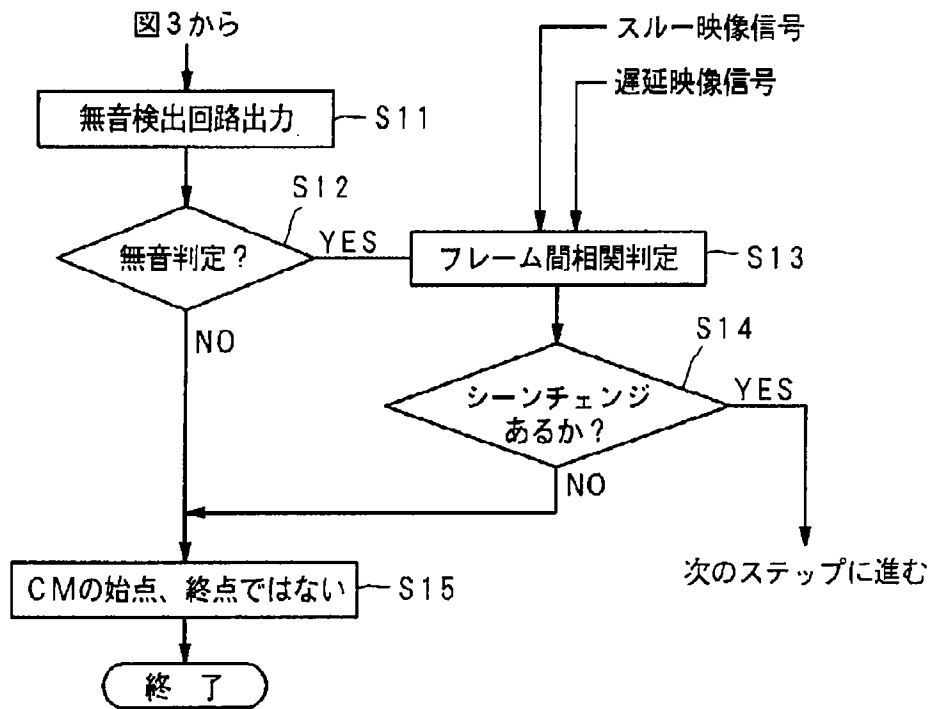 図3から
スルー映像信号
遅延映像信号
無音検出回路出力
S11
S12
無音判定？
YES
フレーム間相関判定
S13
NO
S14
シーンチェンジ
あるか？
YES
NO
次のステップに進む
CMの始点、終点ではない
S15
終 了